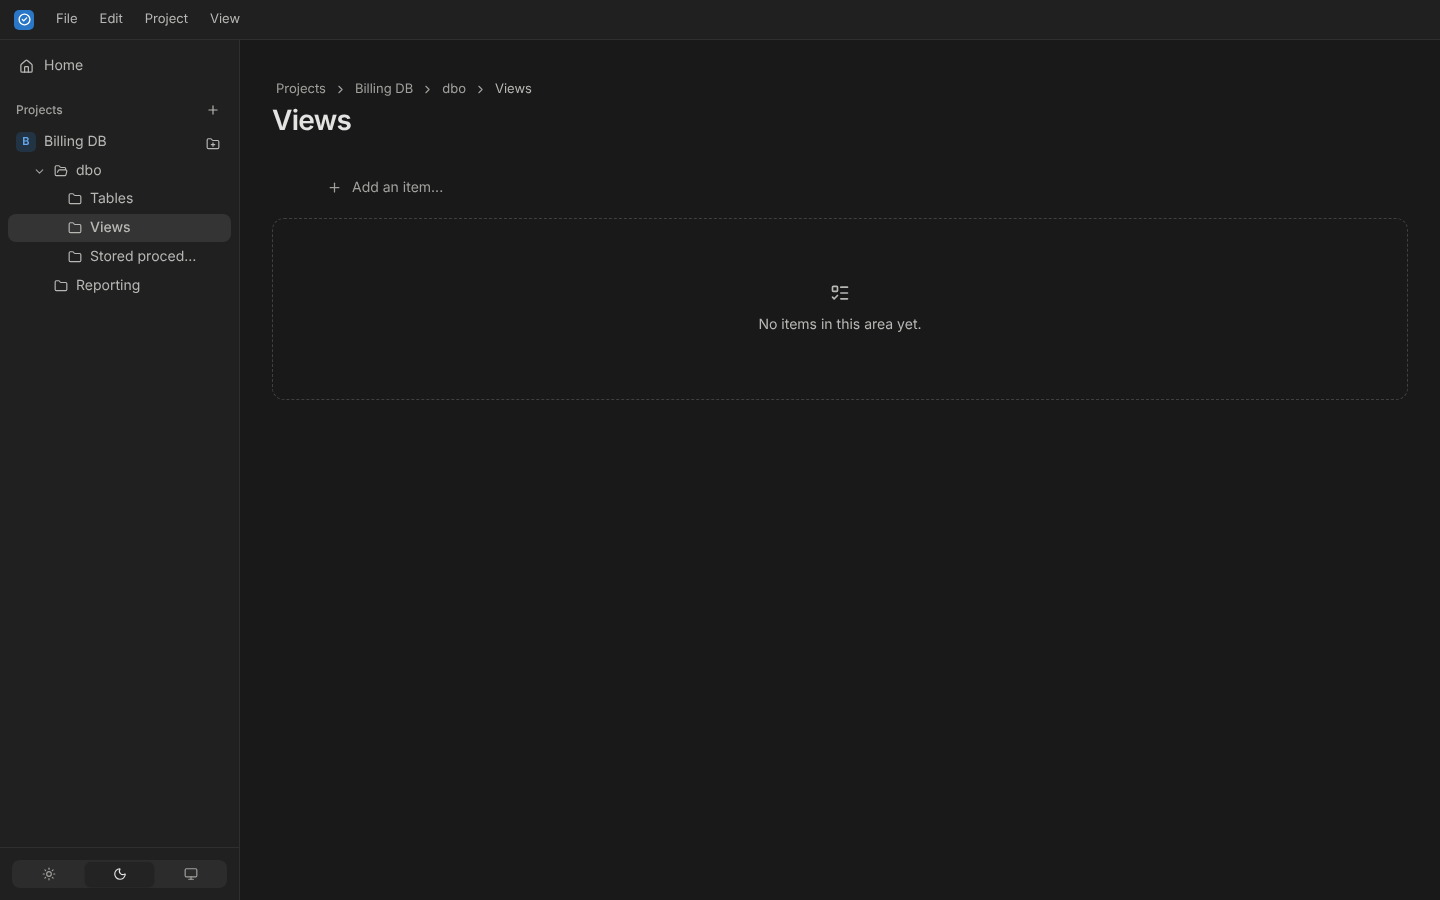 File Edit Project View
Home
Projects
B Billing DB
dbo
Tables
Views
Stored proced...
Reporting
Projects > Billing DB > dbo > Views
Views
Add an item...
No items in this area yet.